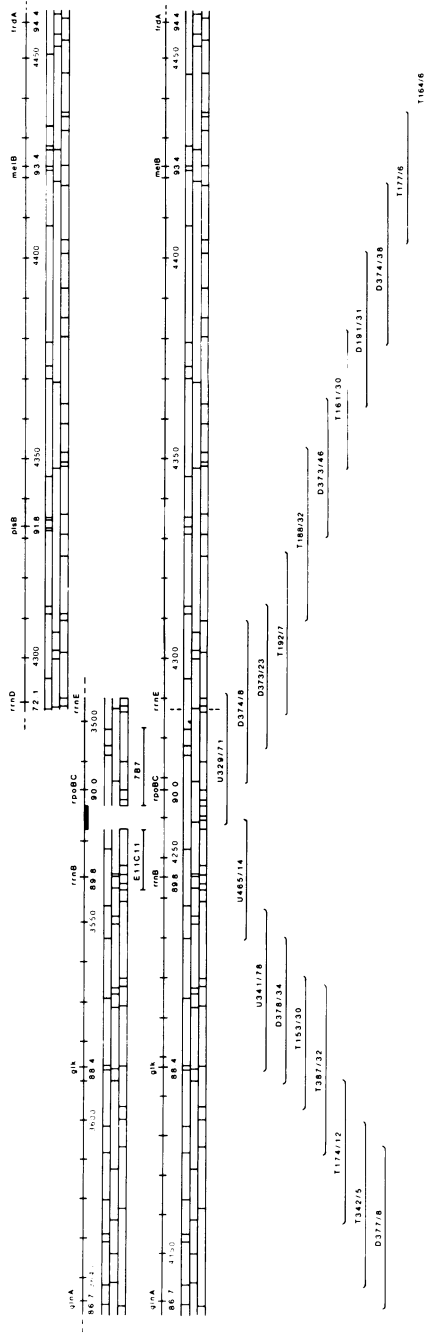 rrnD plsB melB frdA
72.1 4300 91.8 4350 4400 93.4 4450 94.4
glnA glk rrnB rpoBC rrnE
86.7 3600 88.4 3550 89.8 90.0 3500
E11C11 7B7
glnA glk rrnB rpoBC rrnE melB frdA
86.7 4150 88.4 89.8 4250 90.0 4300 4350 4400 93.4 4450 94.4
U329/71
U465/14 D374/8
U341/78 D373/23
D378/34 T192/7
T153/30 T188/32
T387/32 D373/46
T174/12 T161/30
T342/5 D191/31
D377/8 D374/38
T177/6
T164/6